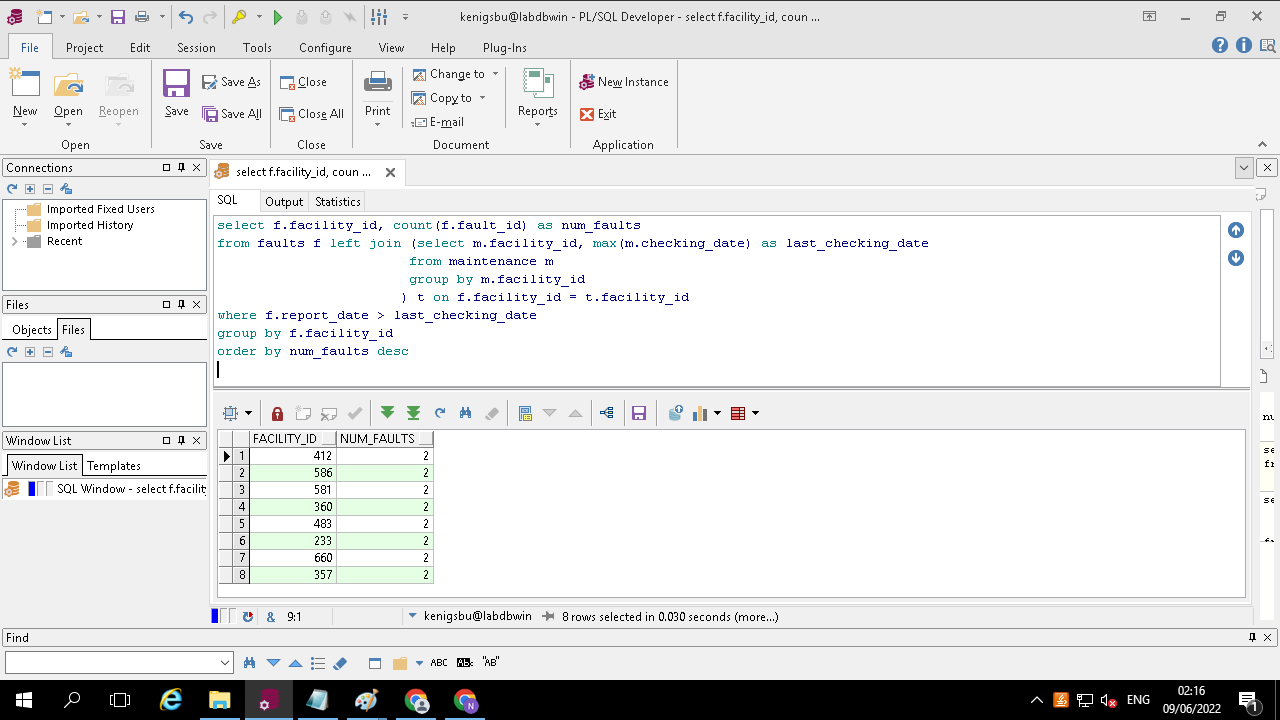 kenigsbu@labdbwin - PL/SQL Developer - select f.facility_id, coun ...
File Project Edit Session Tools Configure View Help Plug-Ins
New Open Reopen
Open
Save Save As Save All
Save
Close Close All
Close
Print Change to Copy to E-mail Reports
Document
New Instance Exit
Application
Connections
Imported Fixed Users
Imported History
Recent
Files
Objects Files
Window List
Window List Templates
SQL Window - select f.facility
select f.facility_id, coun ...
SQL Output Statistics
select f.facility_id, count(f.fault_id) as num_faults
from faults f left join (select m.facility_id, max(m.checking_date) as last_checking_date
from maintenance m
group by m.facility_id
) t on f.facility_id = t.facility_id
where f.report_date > last_checking_date
group by f.facility_id
order by num_faults desc
FACILITY_ID NUM_FAULTS
1 412 2
2 586 2
3 581 2
4 360 2
5 483 2
6 233 2
7 660 2
8 357 2
& 9:1 kenigsbu@labdbwin 8 rows selected in 0.030 seconds (more...)
Find
ABC AB: "AB"
ENG 02:16
09/06/2022
1